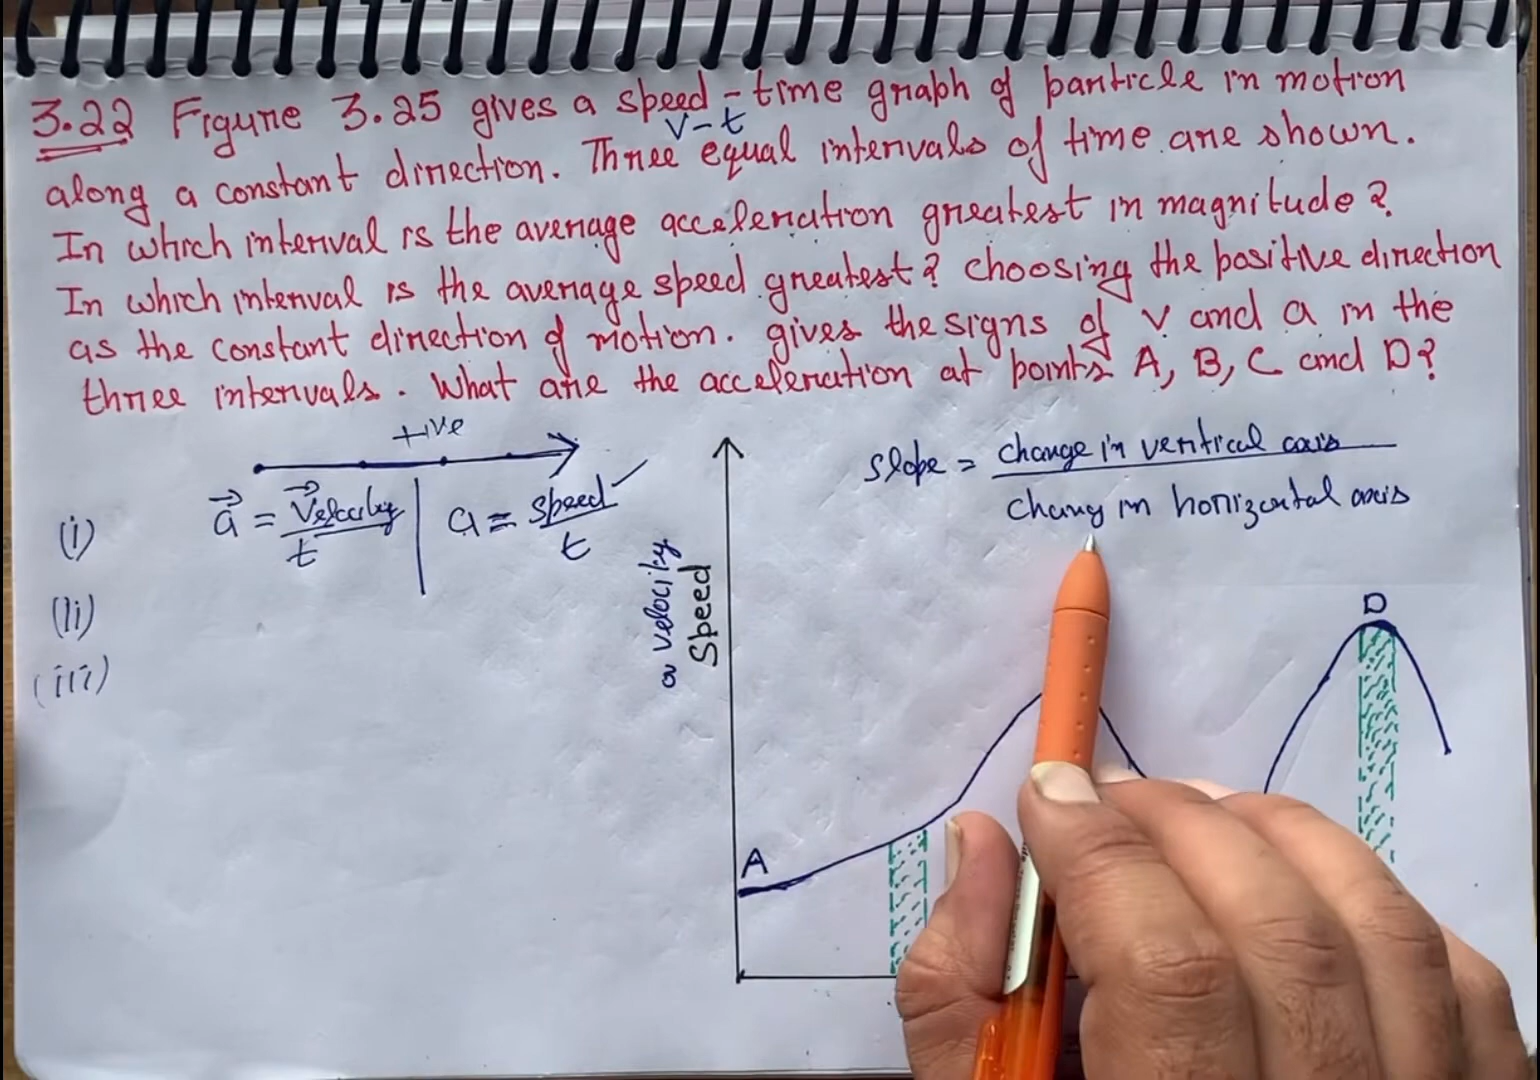 3.22 Figure 3.25 gives a speed-time graph of particle in motion
v-t
along a constant direction. Three equal intervals of time are shown.
In which interval is the average acceleration greatest in magnitude?
In which interval is the average speed greatest? Choosing the positive direction
as the constant direction of motion. gives the signs of v and a in the
three intervals. What are the acceleration at points A, B, C and D?
+ive
(i) a = Velocity / t | a = speed / t
(ii)
(iii)
Slope = change in vertical axis
Chang in horizontal axis
or velocity
Speed
A
D